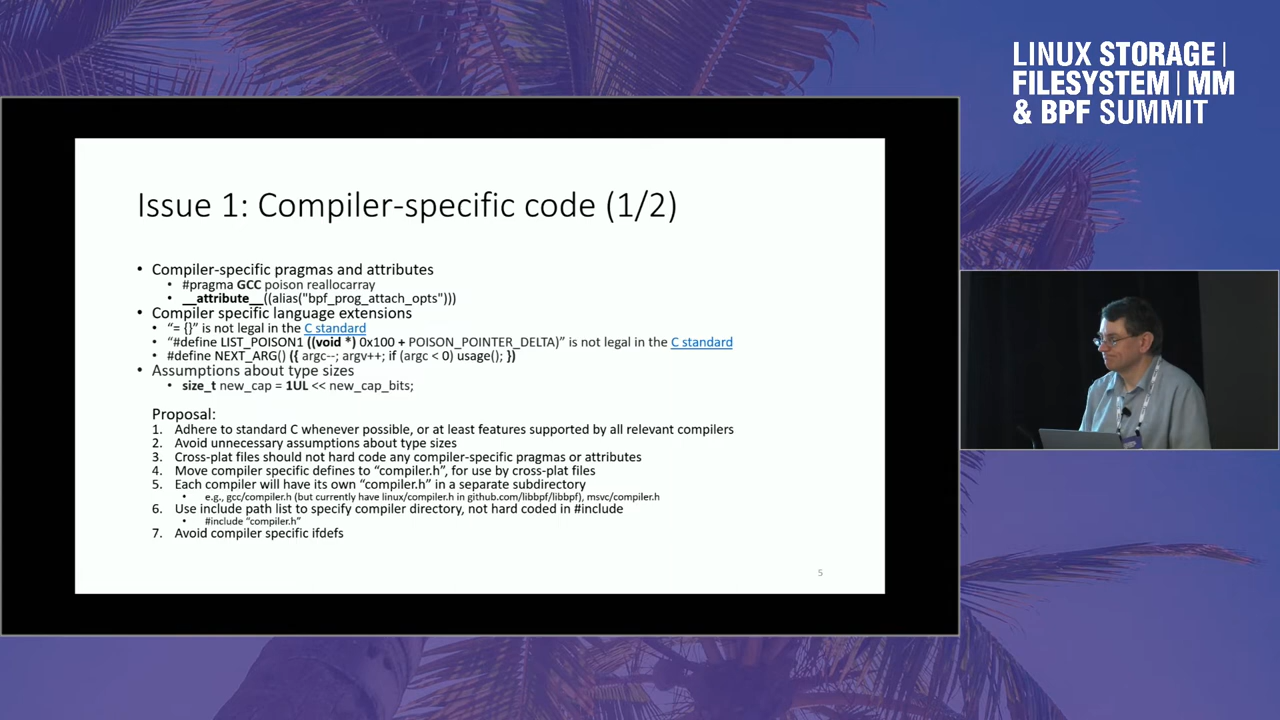 LINUX STORAGE |
FILESYSTEM | MM
& BPF SUMMIT
Issue 1: Compiler-specific code (1/2)
• Compiler-specific pragmas and attributes
• #pragma GCC poison reallocarray
• __attribute__((alias("bpf_prog_attach_opts")))
• Compiler specific language extensions
• “= {}” is not legal in the C standard
• “#define LIST_POISON1 ((void *) 0x100 + POISON_POINTER_DELTA)” is not legal in the C standard
• #define NEXT_ARG() ({ argc--; argv++; if (argc < 0) usage(); })
• Assumptions about type sizes
• size_t new_cap = 1UL << new_cap_bits;
Proposal:
1. Adhere to standard C whenever possible, or at least features supported by all relevant compilers
2. Avoid unnecessary assumptions about type sizes
3. Cross-plat files should not hard code any compiler-specific pragmas or attributes
4. Move compiler specific defines to “compiler.h”, for use by cross-plat files
5. Each compiler will have its own “compiler.h” in a separate subdirectory
• e.g., gcc/compiler.h (but currently have linux/compiler.h in github.com/libbpf/libbpf), msvc/compiler.h
6. Use include path list to specify compiler directory, not hard coded in #include
• #include “compiler.h”
7. Avoid compiler specific ifdefs
5